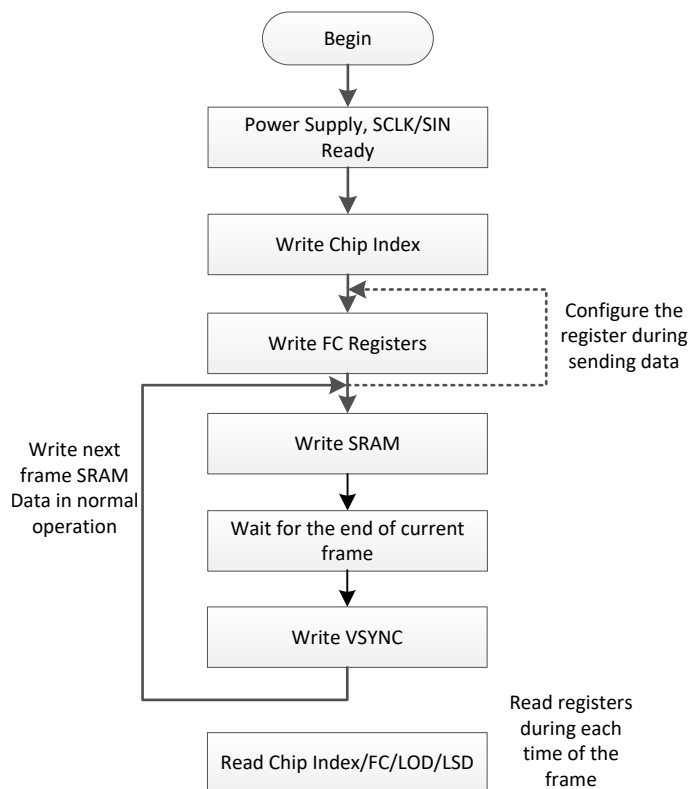 Begin
Power Supply, SCLK/SIN
Ready
Write Chip Index
Configure the
register during
sending data
Write FC Registers
Write SRAM
Write next
frame SRAM
Data in normal
operation
Wait for the end of current
frame
Write VSYNC
Read registers
during each
time of the
frame
Read Chip Index/FC/LOD/LSD